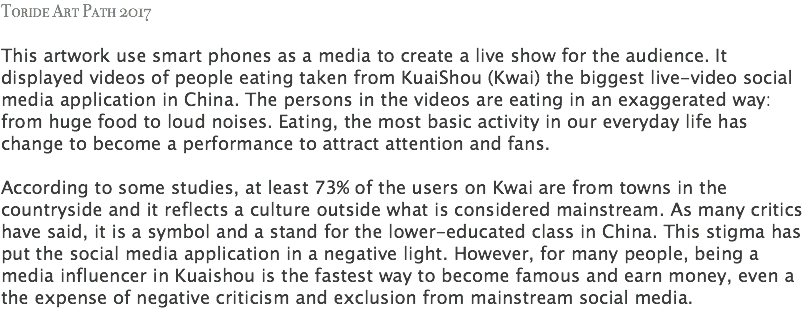 Toride Art Path 2017
This artwork use smart phones as a media to create a live show for the audience. It
displayed videos of people eating taken from KuaiShou (Kwai) the biggest live-video social
media application in China. The persons in the videos are eating in an exaggerated way:
from huge food to loud noises. Eating, the most basic activity in our everyday life has
change to become a performance to attract attention and fans.
According to some studies, at least 73% of the users on Kwai are from towns in the
countryside and it reflects a culture outside what is considered mainstream. As many critics
have said, it is a symbol and a stand for the lower-educated class in China. This stigma has
put the social media application in a negative light. However, for many people, being a
media influencer in Kuaishou is the fastest way to become famous and earn money, even a
the expense of negative criticism and exclusion from mainstream social media.